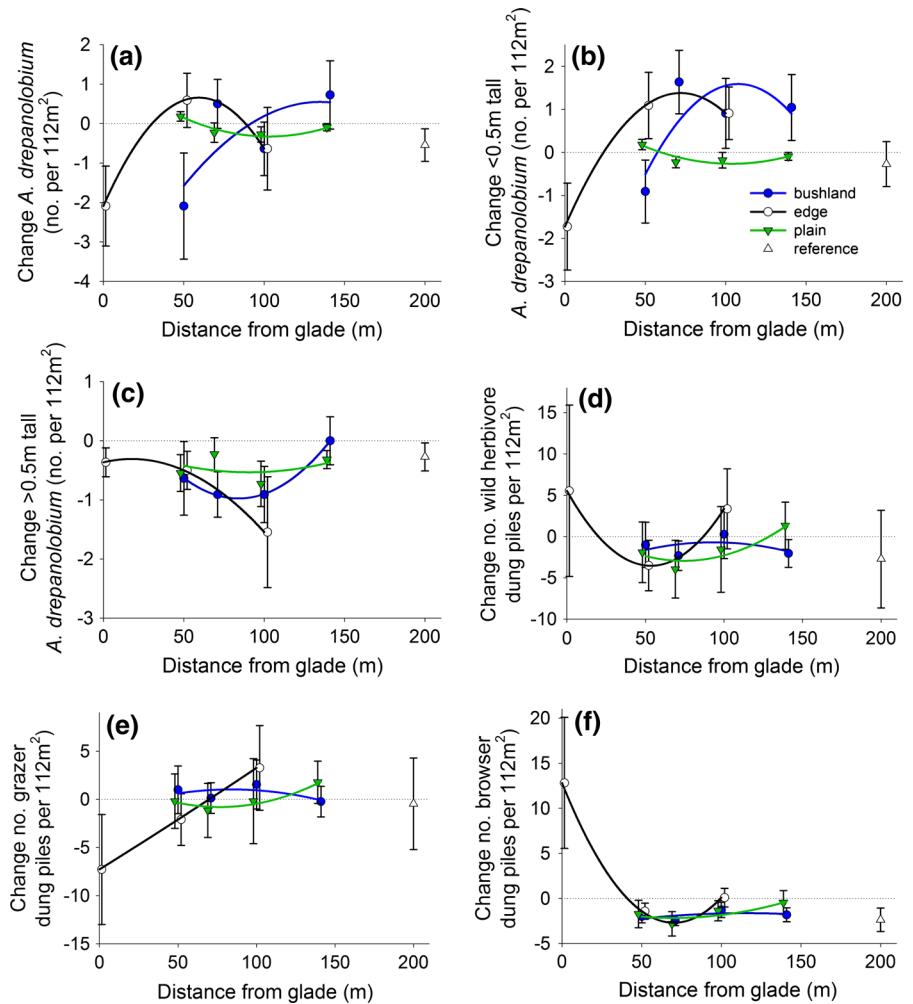 (a)
Change A. drepanolobium
(no. per 112m²)
2
1
0
-1
-2
-3
-4
0 50 100 150 200
Distance from glade (m)
(b)
Change <0.5m tall
A. drepanolobium (no. per 112m²)
2
1
0
-1
-2
-3
bushland
edge
plain
reference
0 50 100 150 200
Distance from glade (m)
(c)
Change >0.5m tall
A. drepanolobium (no. per 112m²)
1
0
-1
-2
-3
0 50 100 150 200
Distance from glade (m)
(d)
Change no. wild herbivore
dung piles per 112m²
15
10
5
0
-5
-10
0 50 100 150 200
Distance from glade (m)
(e)
Change no. grazer
dung piles per 112m²
5
0
-5
-10
-15
0 50 100 150 200
Distance from glade (m)
(f)
Change no. browser
dung piles per 112m²
20
15
10
5
0
-5
0 50 100 150 200
Distance from glade (m)